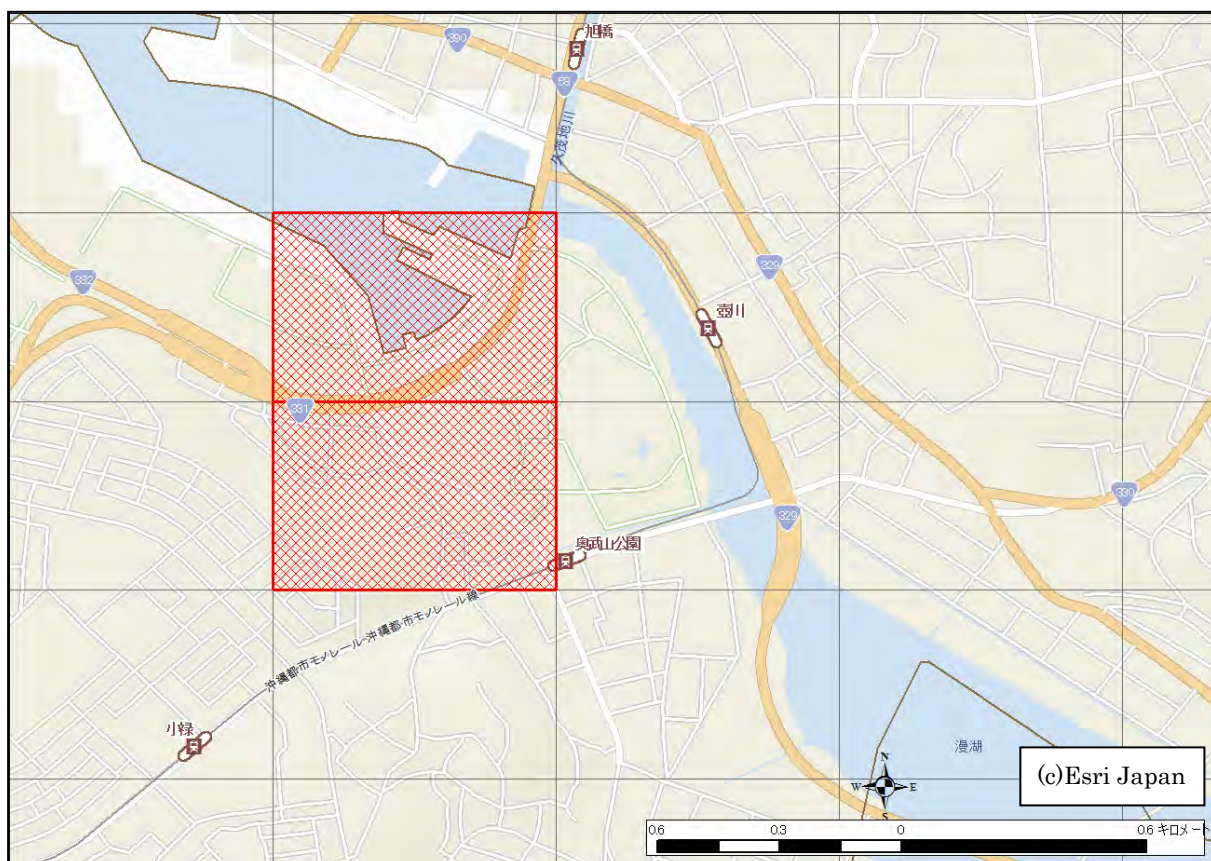 旭橋
390
58
久茂地川
329
332
壺川
331
330
329
奥武山公園
沖縄都市モノレール・沖縄都市モノレール線
小禄
漫湖
(c)Esri Japan
N
W E
S
0.6 0.3 0 0.6 キロメート